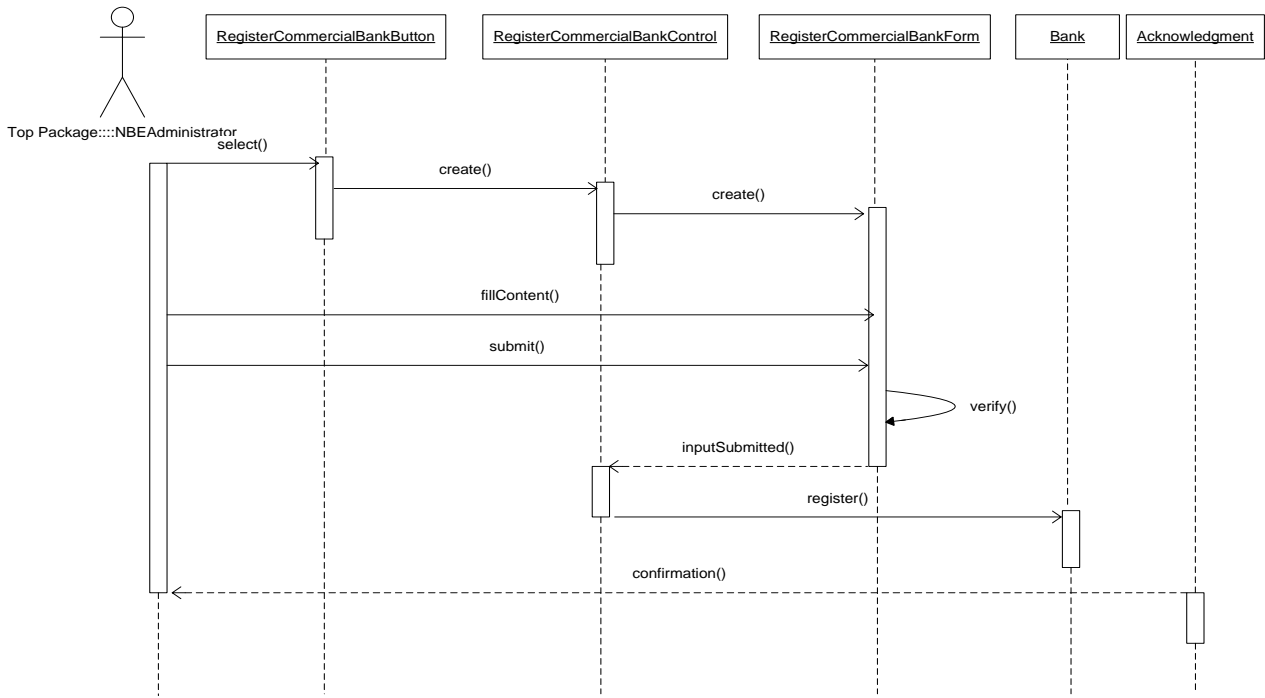 RegisterCommercialBankButton
RegisterCommercialBankControl
RegisterCommercialBankForm
Bank
Acknowledgment
Top Package::::NBEAdministrator
select()
create()
create()
fillContent()
submit()
verify()
inputSubmitted()
register()
confirmation()